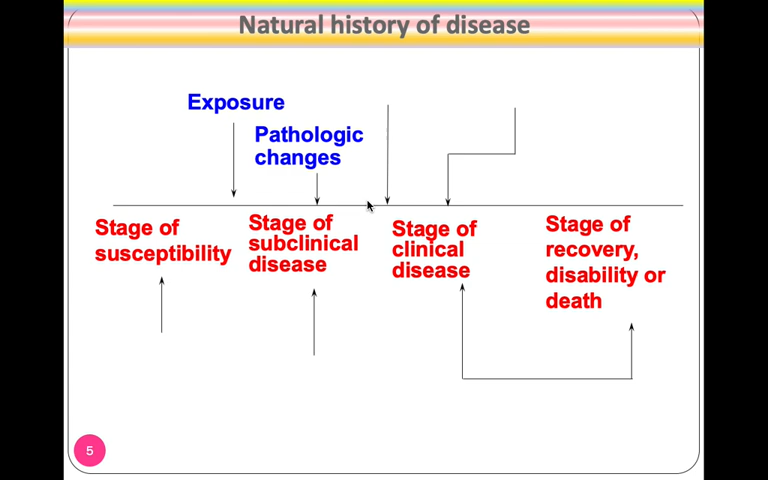 Natural history of disease
Exposure
Pathologic
changes
Stage of
susceptibility
Stage of
subclinical
disease
Stage of
clinical
disease
Stage of
recovery,
disability or
death
5